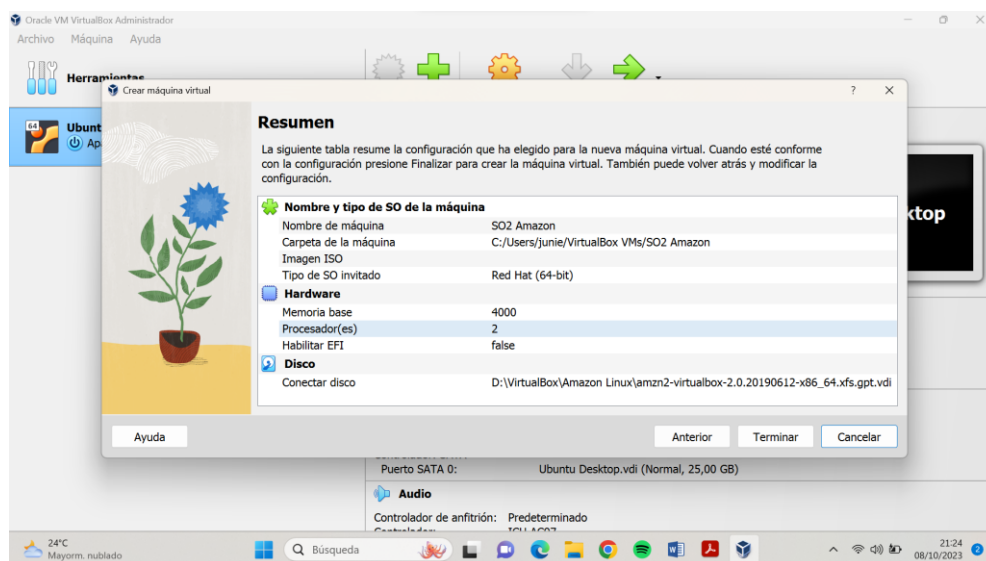 Oracle VM VirtualBox Administrador
Archivo Máquina Ayuda
Herramientas
Crear máquina virtual
64
Ubunt
Ap
Resumen
La siguiente tabla resume la configuración que ha elegido para la nueva máquina virtual. Cuando esté conforme
con la configuración presione Finalizar para crear la máquina virtual. También puede volver atrás y modificar la
configuración.
Nombre y tipo de SO de la máquina
Nombre de máquina SO2 Amazon
Carpeta de la máquina C:/Users/junie/VirtualBox VMs/SO2 Amazon
Imagen ISO
Tipo de SO invitado Red Hat (64-bit)
Hardware
Memoria base 4000
Procesador(es) 2
Habilitar EFI false
Disco
Conectar disco D:\VirtualBox\Amazon Linux\amzn2-virtualbox-2.0.20190612-x86_64.xfs.gpt.vdi
ktop
Ayuda Anterior Terminar Cancelar
Puerto SATA 0: Ubuntu Desktop.vdi (Normal, 25,00 GB)
Audio
Controlador de anfitrión: Predeterminado
24°C
Mayorm. nublado
Búsqueda
21:24
08/10/2023
2